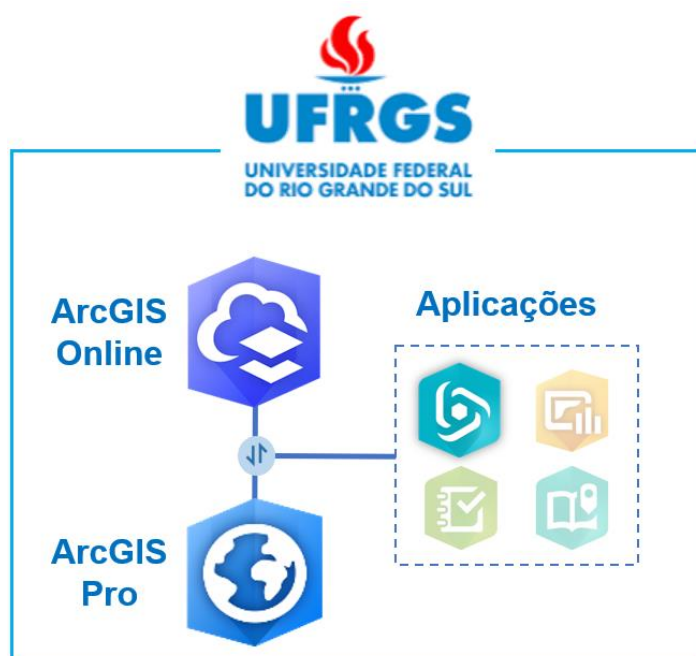 UFRGS
UNIVERSIDADE FEDERAL
DO RIO GRANDE DO SUL
ArcGIS
Online
Aplicações
ArcGIS
Pro